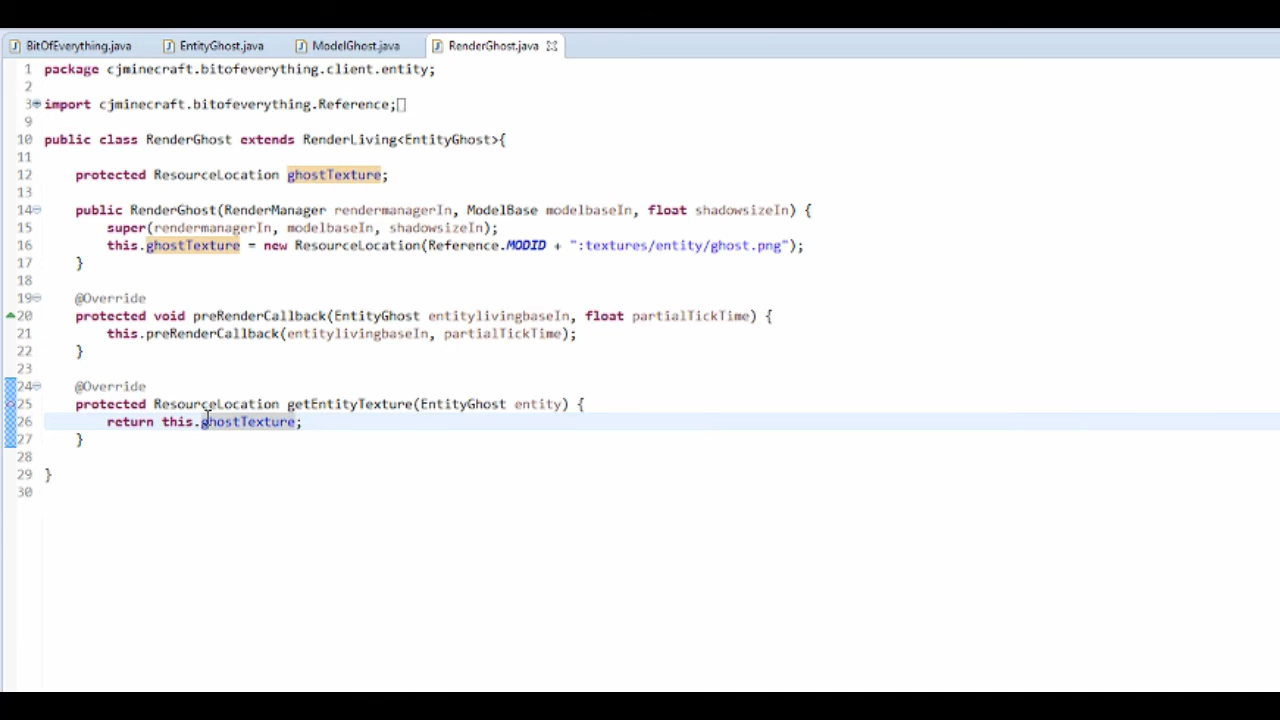 BitOfEverything.java EntityGhost.java ModelGhost.java RenderGhost.java
1 package cjminecraft.bitofeverything.client.entity;
2
3 import cjminecraft.bitofeverything.Reference;
9
10 public class RenderGhost extends RenderLiving<EntityGhost>{
11
12 protected ResourceLocation ghostTexture;
13
14 public RenderGhost(RenderManager rendermanagerIn, ModelBase modelbaseIn, float shadowsizeIn) {
15 super(rendermanagerIn, modelbaseIn, shadowsizeIn);
16 this.ghostTexture = new ResourceLocation(Reference.MODID + ":textures/entity/ghost.png");
17 }
18
19 @Override
20 protected void preRenderCallback(EntityGhost entitylivingbaseIn, float partialTickTime) {
21 this.preRenderCallback(entitylivingbaseIn, partialTickTime);
22 }
23
24 @Override
25 protected ResourceLocation getEntityTexture(EntityGhost entity) {
26 return this.ghostTexture;
27 }
28
29 }
30